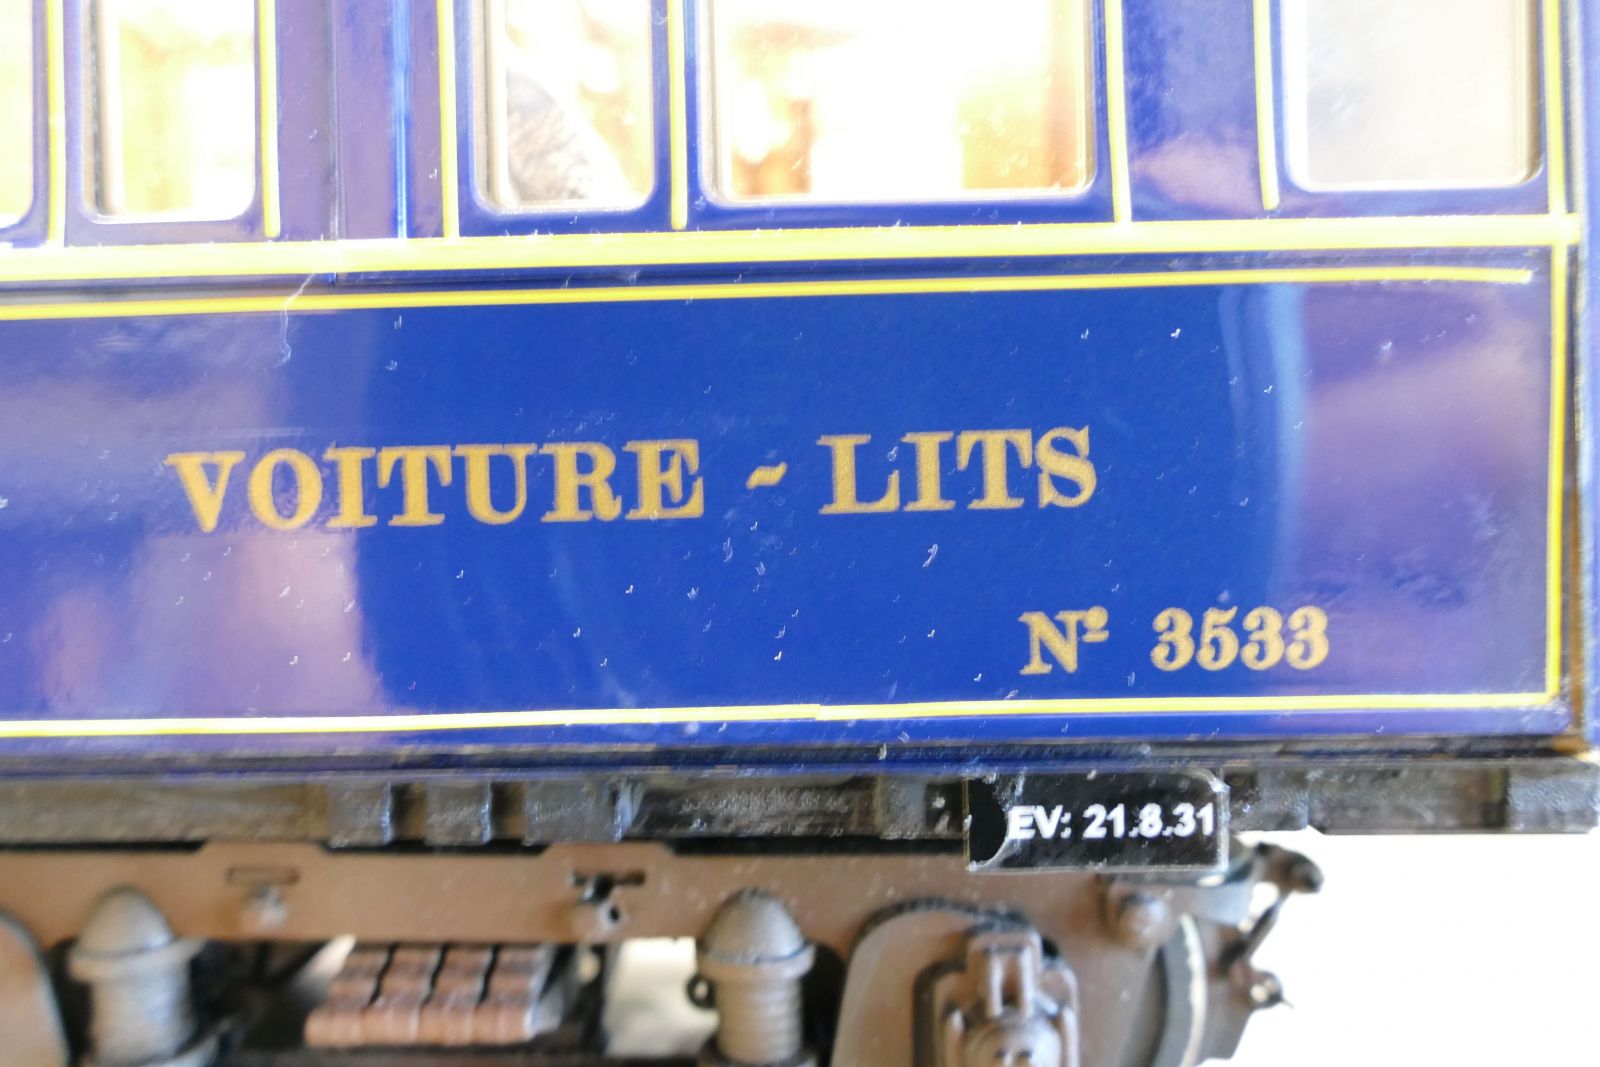 VOITURE ~ LITS
Nº 3533
EV: 21.8.31